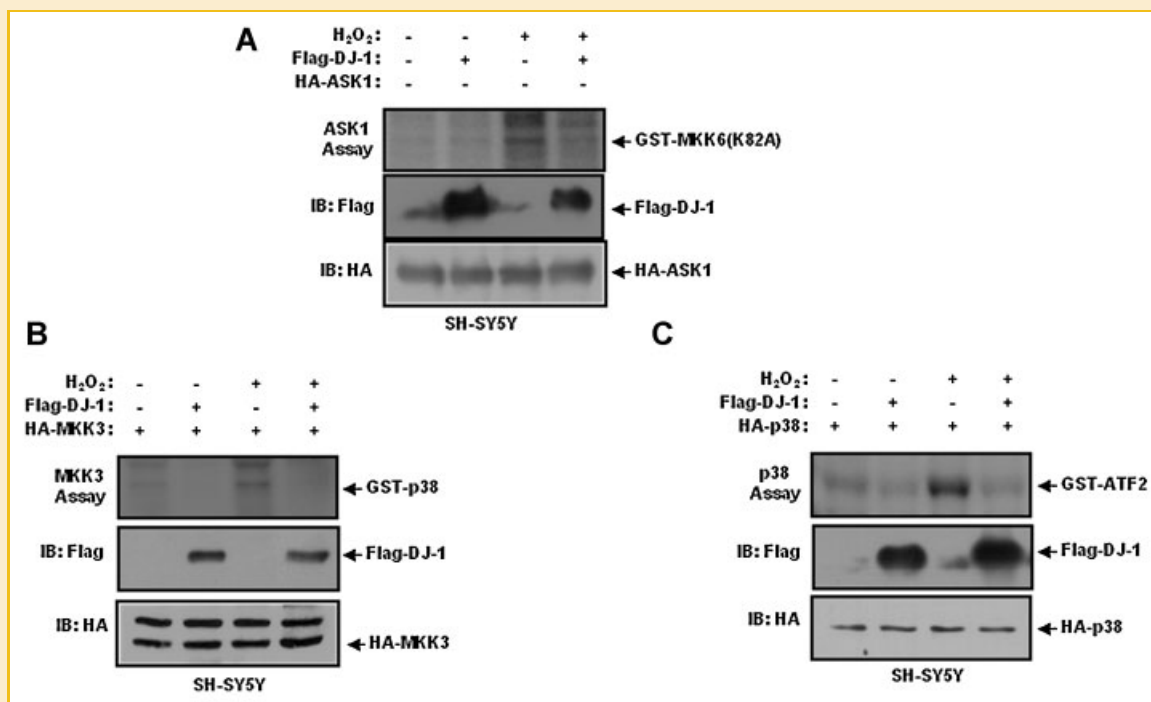 A
H₂O₂: - - + +
Flag-DJ-1: - + - +
HA-ASK1: - - - -
ASK1 Assay
GST-MKK6(K82A)
IB: Flag
Flag-DJ-1
IB: HA
HA-ASK1
SH-SY5Y
B
H₂O₂: - - + +
Flag-DJ-1: - + - +
HA-MKK3: + + + +
MKK3 Assay
GST-p38
IB: Flag
Flag-DJ-1
IB: HA
HA-MKK3
SH-SY5Y
C
H₂O₂: - - + +
Flag-DJ-1: - + - +
HA-p38: + + + +
p38 Assay
GST-ATF2
IB: Flag
Flag-DJ-1
IB: HA
HA-p38
SH-SY5Y